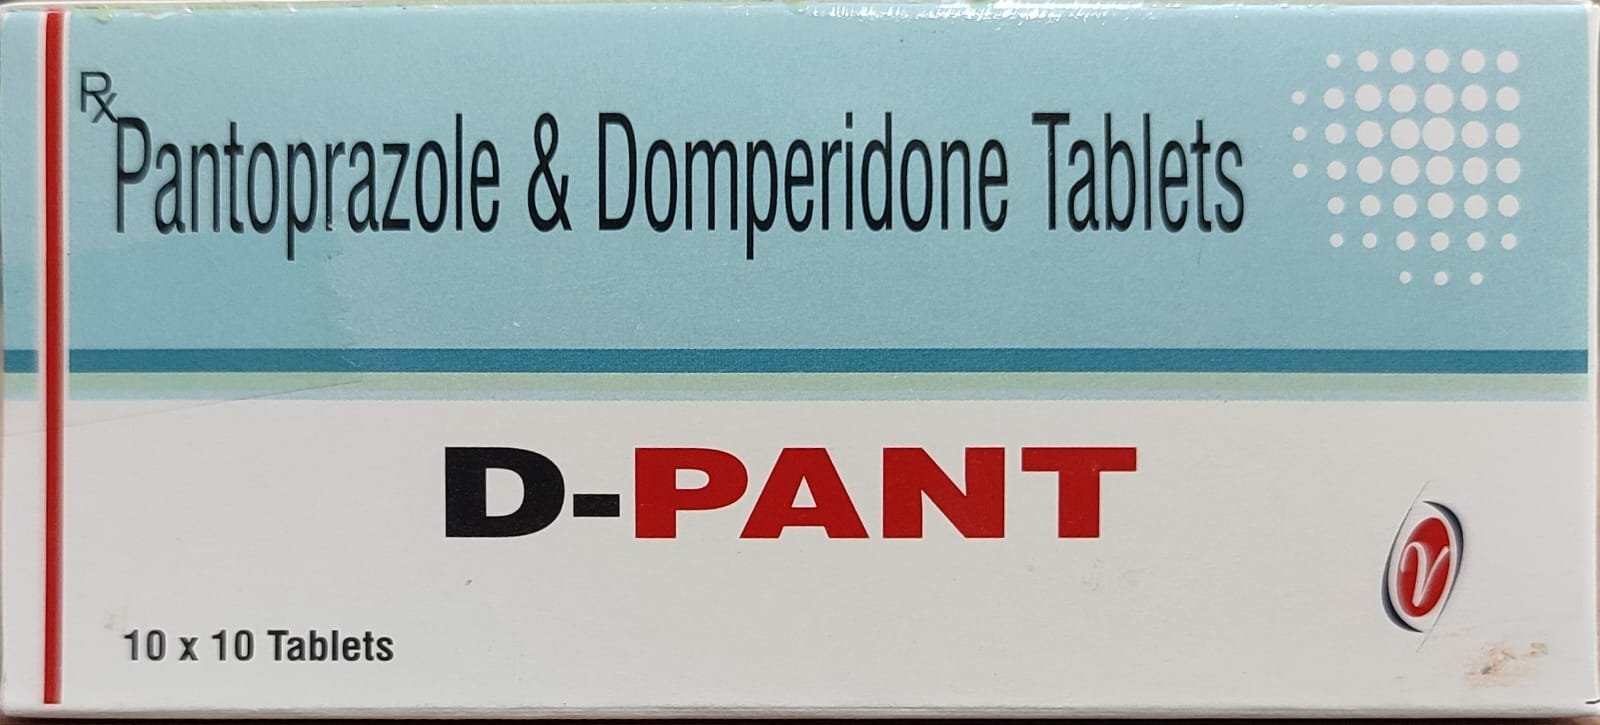 Rx
Pantoprazole & Domperidone Tablets
D-PANT
10 x 10 Tablets